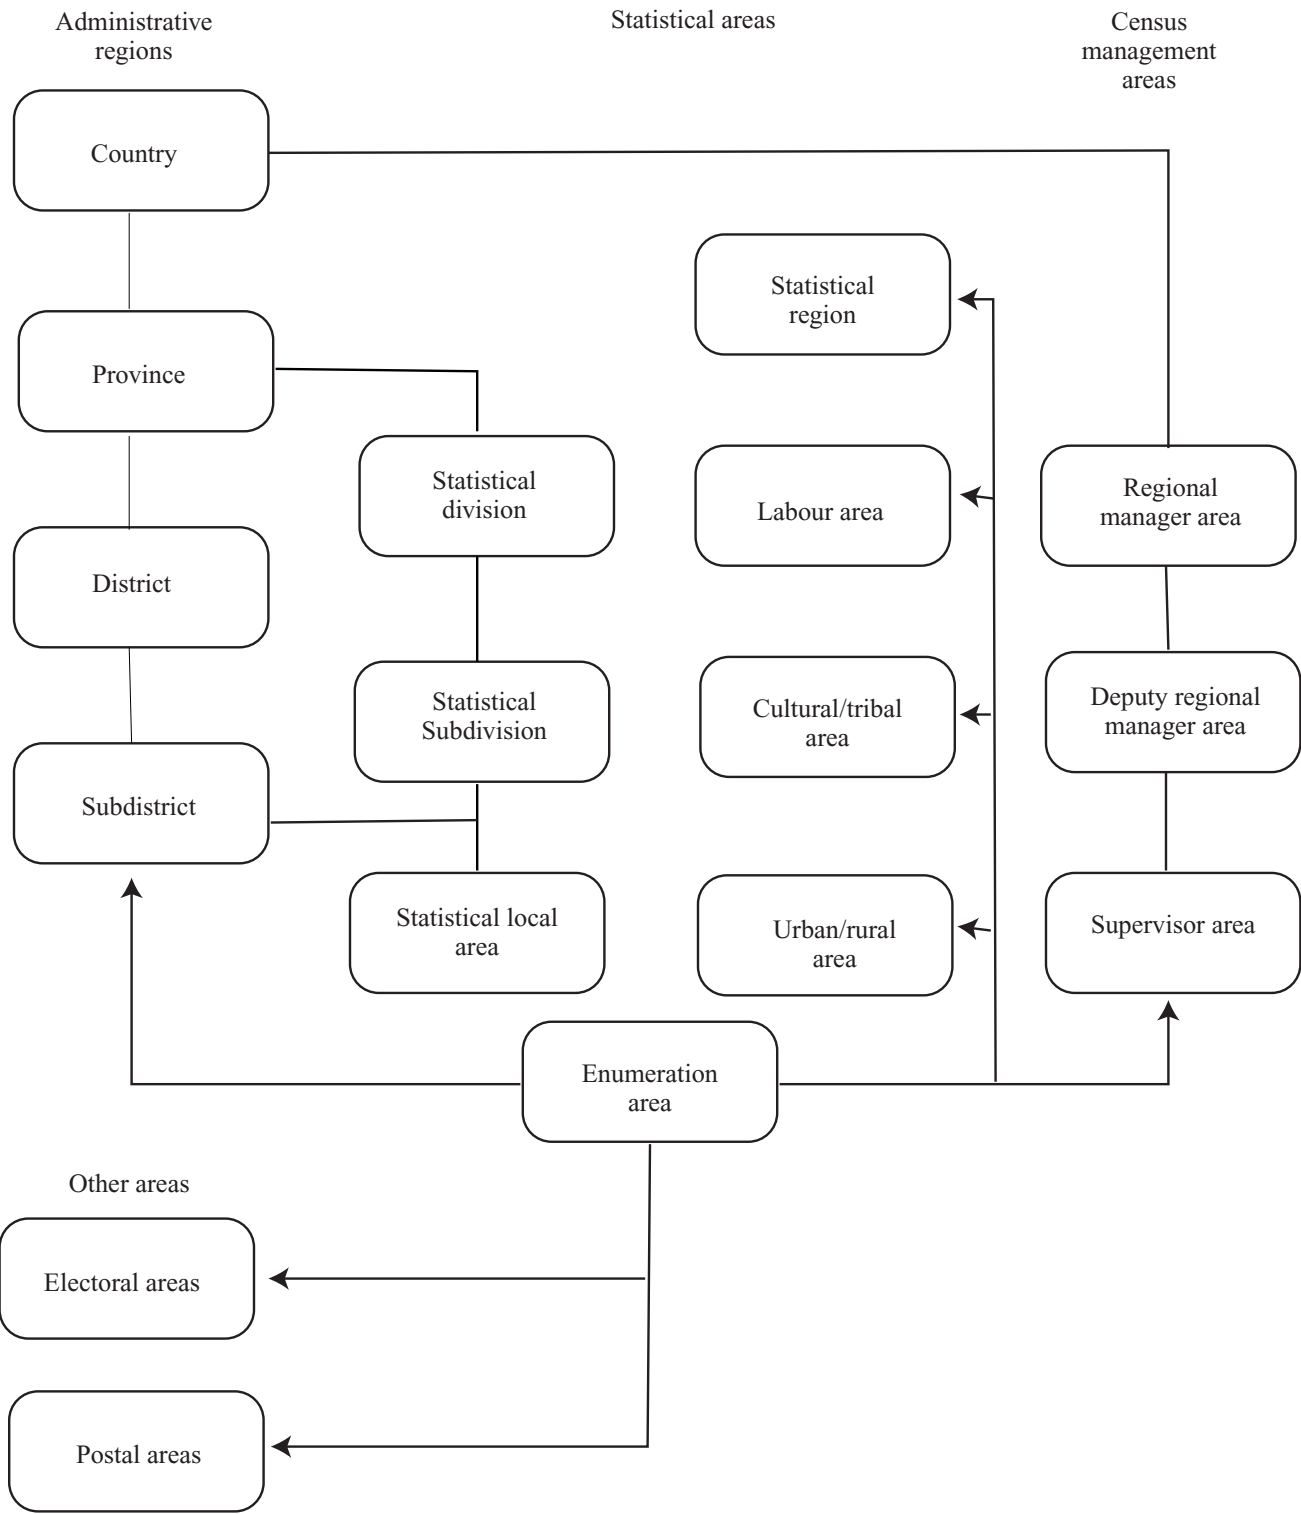 Administrative
regions
Statistical areas
Census
management
areas
Country
Statistical
region
Province
Statistical
division
Labour area
Regional
manager area
District
Statistical
Subdivision
Cultural/tribal
area
Deputy regional
manager area
Subdistrict
Statistical local
area
Urban/rural
area
Supervisor area
Enumeration
area
Other areas
Electoral areas
Postal areas